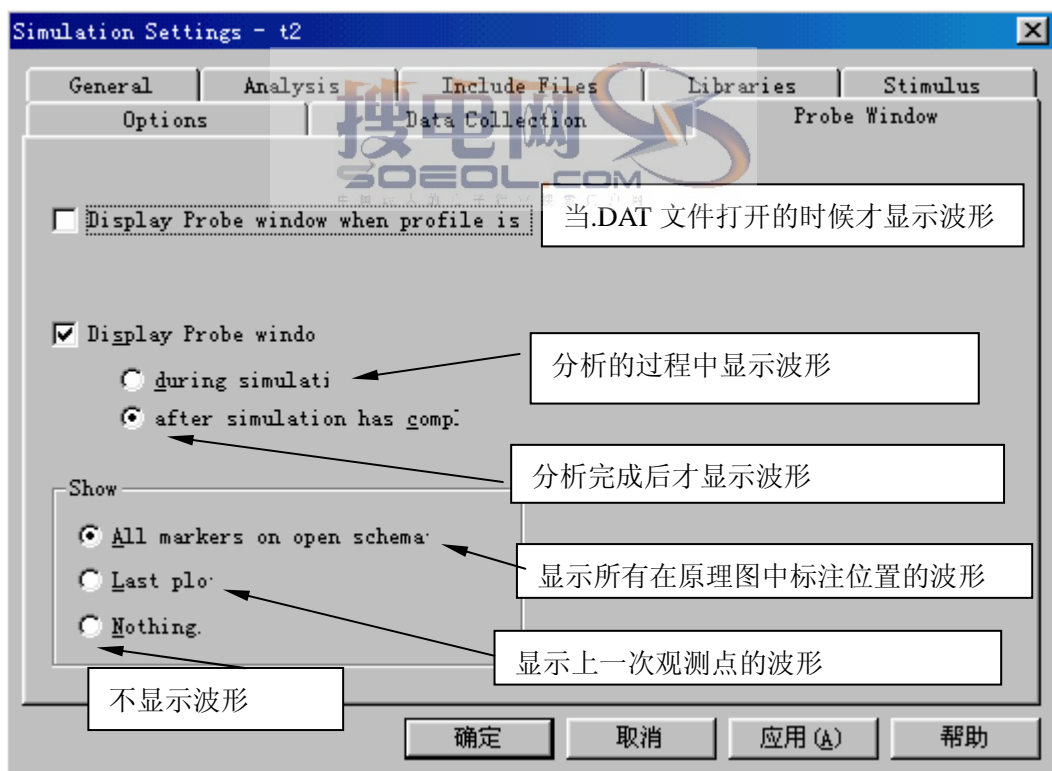 Simulation Settings - t2
General Analysis Include Files Libraries Stimulus
Options Data Collection Probe Window
搜电网
SOEOL.COM
Display Probe window when profile is
当.DAT 文件打开的时候才显示波形
Display Probe windo
during simulati
分析的过程中显示波形
after simulation has comp
分析完成后才显示波形
Show
All markers on open schema
显示所有在原理图中标注位置的波形
Last plo
显示上一次观测点的波形
Nothing.
不显示波形
确定 取消 应用(A) 帮助